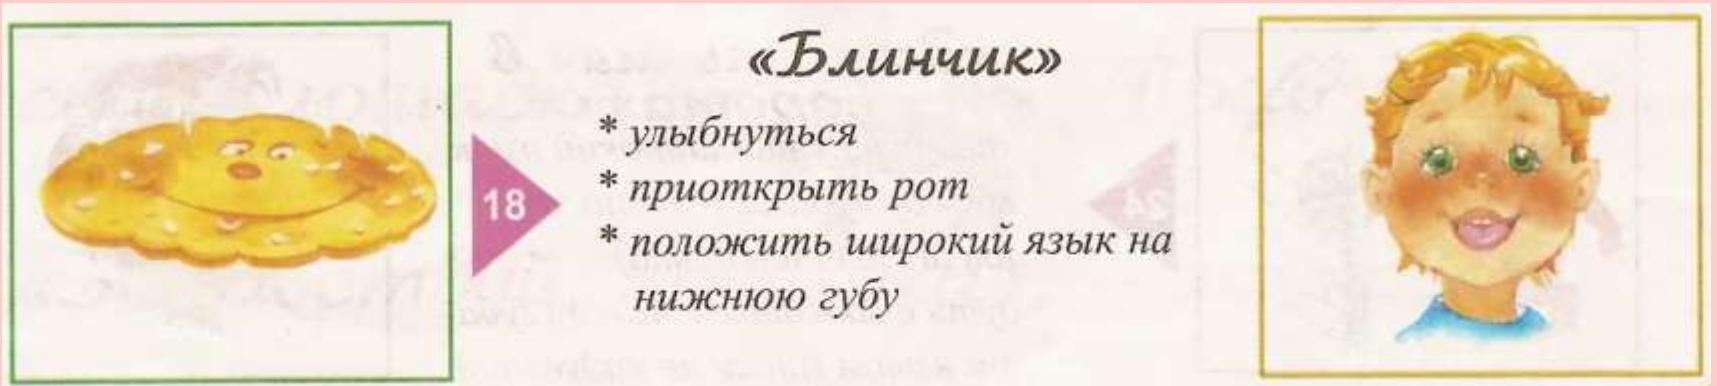 «Блинчик»
* улыбнуться
18
* приоткрыть рот
* положить широкий язык на
нижнюю губу